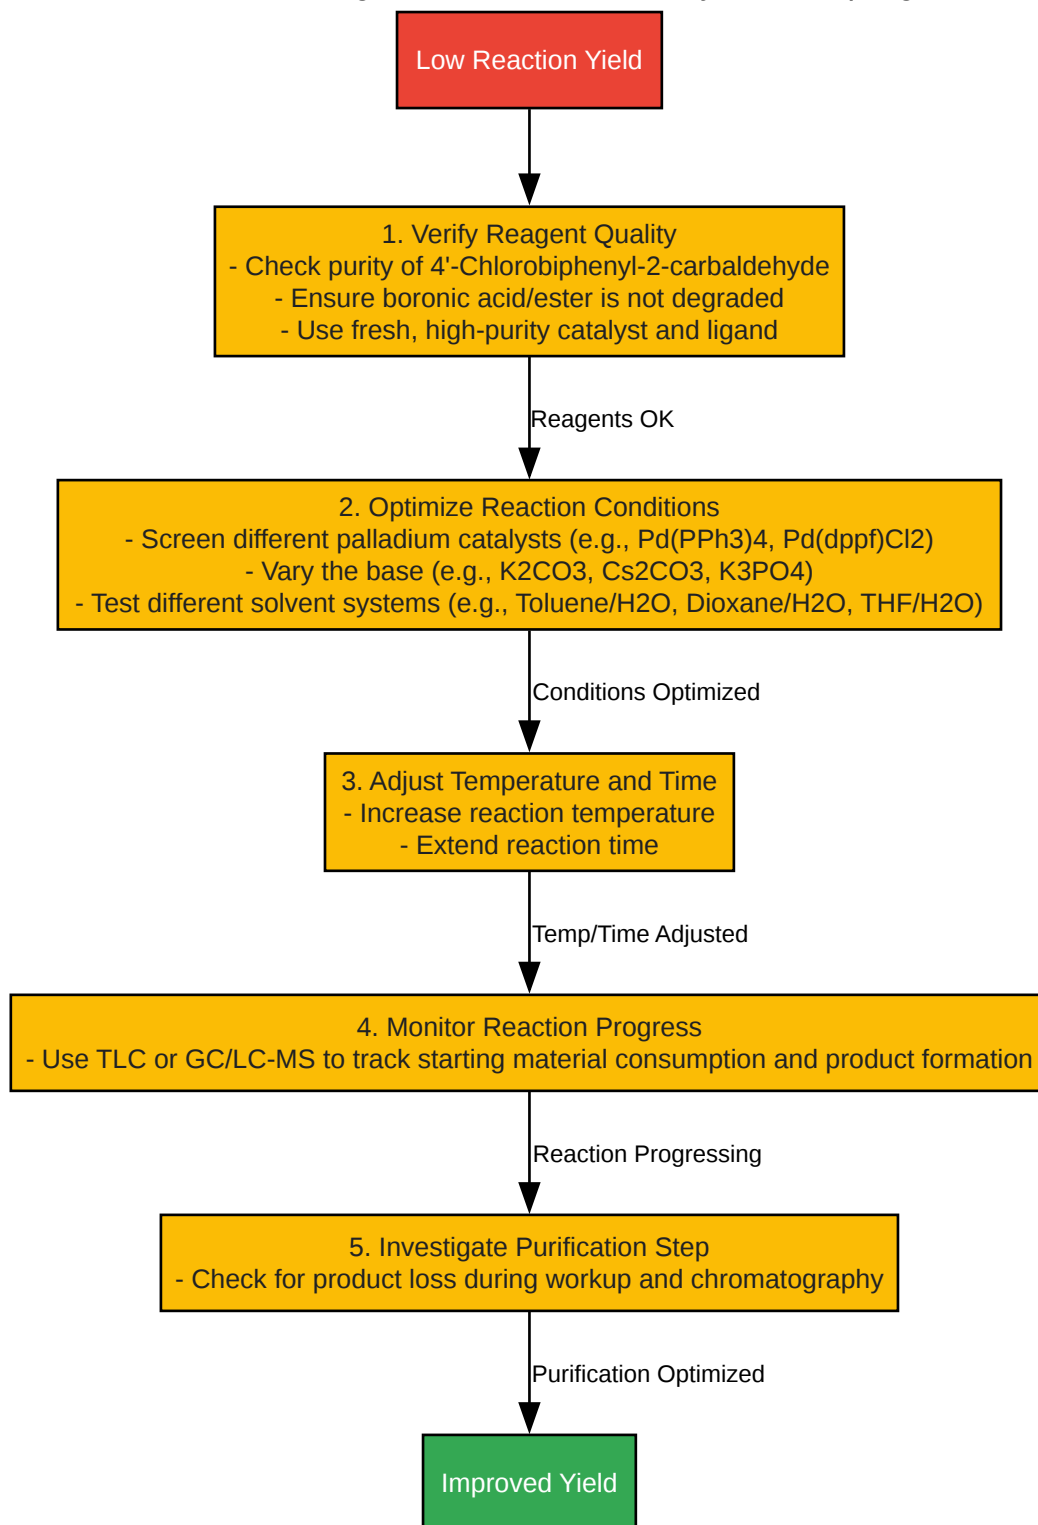 Low Reaction Yield
1. Verify Reagent Quality
- Check purity of 4'-Chlorobiphenyl-2-carbaldehyde
- Ensure boronic acid/ester is not degraded
- Use fresh, high-purity catalyst and ligand
Reagents OK
2. Optimize Reaction Conditions
- Screen different palladium catalysts (e.g., Pd(PPh3)4, Pd(dppf)Cl2)
- Vary the base (e.g., K2CO3, Cs2CO3, K3PO4)
- Test different solvent systems (e.g., Toluene/H2O, Dioxane/H2O, THF/H2O)
Conditions Optimized
3. Adjust Temperature and Time
- Increase reaction temperature
- Extend reaction time
Temp/Time Adjusted
4. Monitor Reaction Progress
- Use TLC or GC/LC-MS to track starting material consumption and product formation
Reaction Progressing
5. Investigate Purification Step
- Check for product loss during workup and chromatography
Purification Optimized
Improved Yield